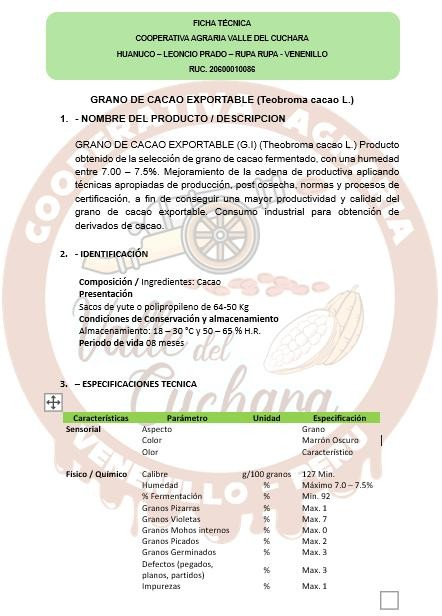 FICHA TÉCNICA
COOPERATIVA AGRARIA VALLE DEL CUCHARA
HUANUCO – LEONCIO PRADO – RUPA RUPA - VENENILLO
RUC. 20600010086
GRANO DE CACAO EXPORTABLE (Teobroma cacao L.)
1. - NOMBRE DEL PRODUCTO / DESCRIPCION
GRANO DE CACAO EXPORTABLE (G.I) (Theobroma cacao L.) Producto
obtenido de la selección de grano de cacao fermentado, con una humedad
entre 7.00 – 7.5%. Mejoramiento de la cadena de productiva aplicando
técnicas apropiadas de producción, post cosecha, normas y procesos de
certificación, a fin de conseguir una mayor productividad y calidad del
grano de cacao exportable. Consumo industrial para obtención de
derivados de cacao.
2. - IDENTIFICACIÓN
Composición / Ingredientes: Cacao
Presentación
Sacos de yute o polipropileno de 64-50 Kg
Condiciones de Conservación y almacenamiento
Almacenamiento: 18 – 30 °C y 50 – 65 % H.R.
Periodo de vida 08 meses
3. – ESPECIFICACIONES TECNICA
Características Parámetro Unidad Especificación
Sensorial Aspecto Grano
Color Marrón Oscuro
Olor Característico
Físico / Químico Calibre g/100 granos 127 Min.
Humedad % Máximo 7.0 – 7.5%
% Fermentación % Min. 92
Granos Pizarras % Max. 1
Granos Violetas % Max. 7
Granos Mohos internos % Max. 0
Granos Picados % Max. 2
Granos Germinados % Max. 3
Defectos (pegados,
planos, partidos) % Max. 3
Impurezas % Max. 1
COOPERATIVA AGRARIA
Valle del
Cuchara
VENENILLO - PERÚ